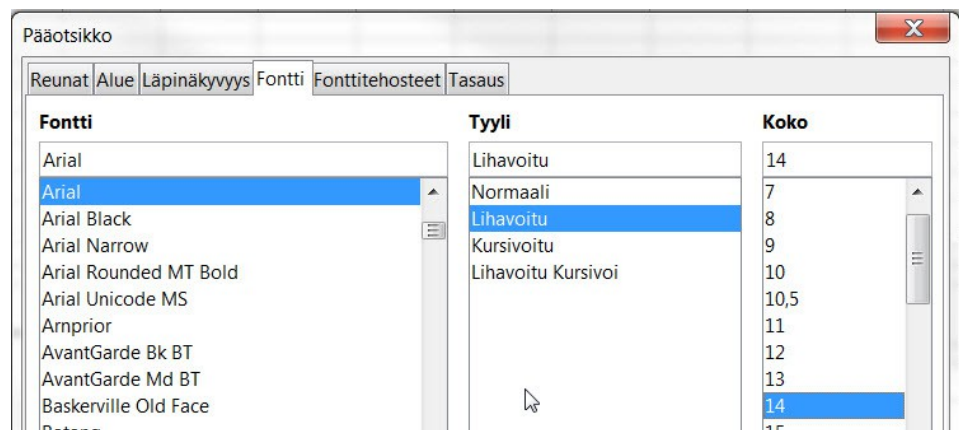 Pääotsikko
Reunat Alue Läpinäkyvyys Fontti Fonttitehosteet Tasaus
Fontti
Arial
Arial
Arial Black
Arial Narrow
Arial Rounded MT Bold
Arial Unicode MS
Arnprior
AvantGarde Bk BT
AvantGarde Md BT
Baskerville Old Face
Tyyli
Lihavoitu
Normaali
Lihavoitu
Kursivoitu
Lihavoitu Kursivoi
Koko
14
7
8
9
10
10,5
11
12
13
14